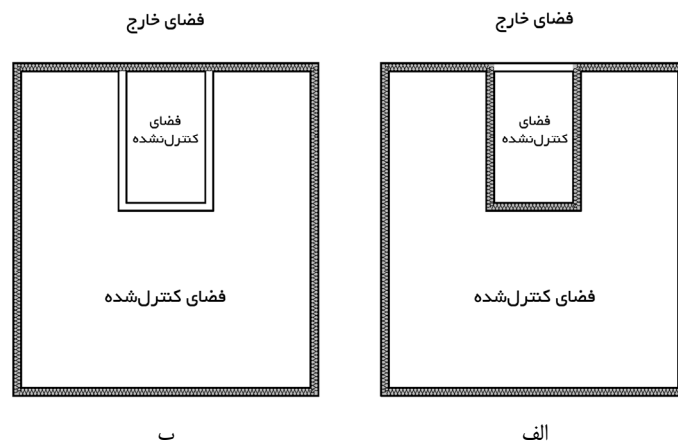 فضای خارج
فضای خارج
فضای
کنترل‌نشده
فضای
کنترل‌نشده
فضای کنترل‌شده
فضای کنترل‌شده
الف
ب